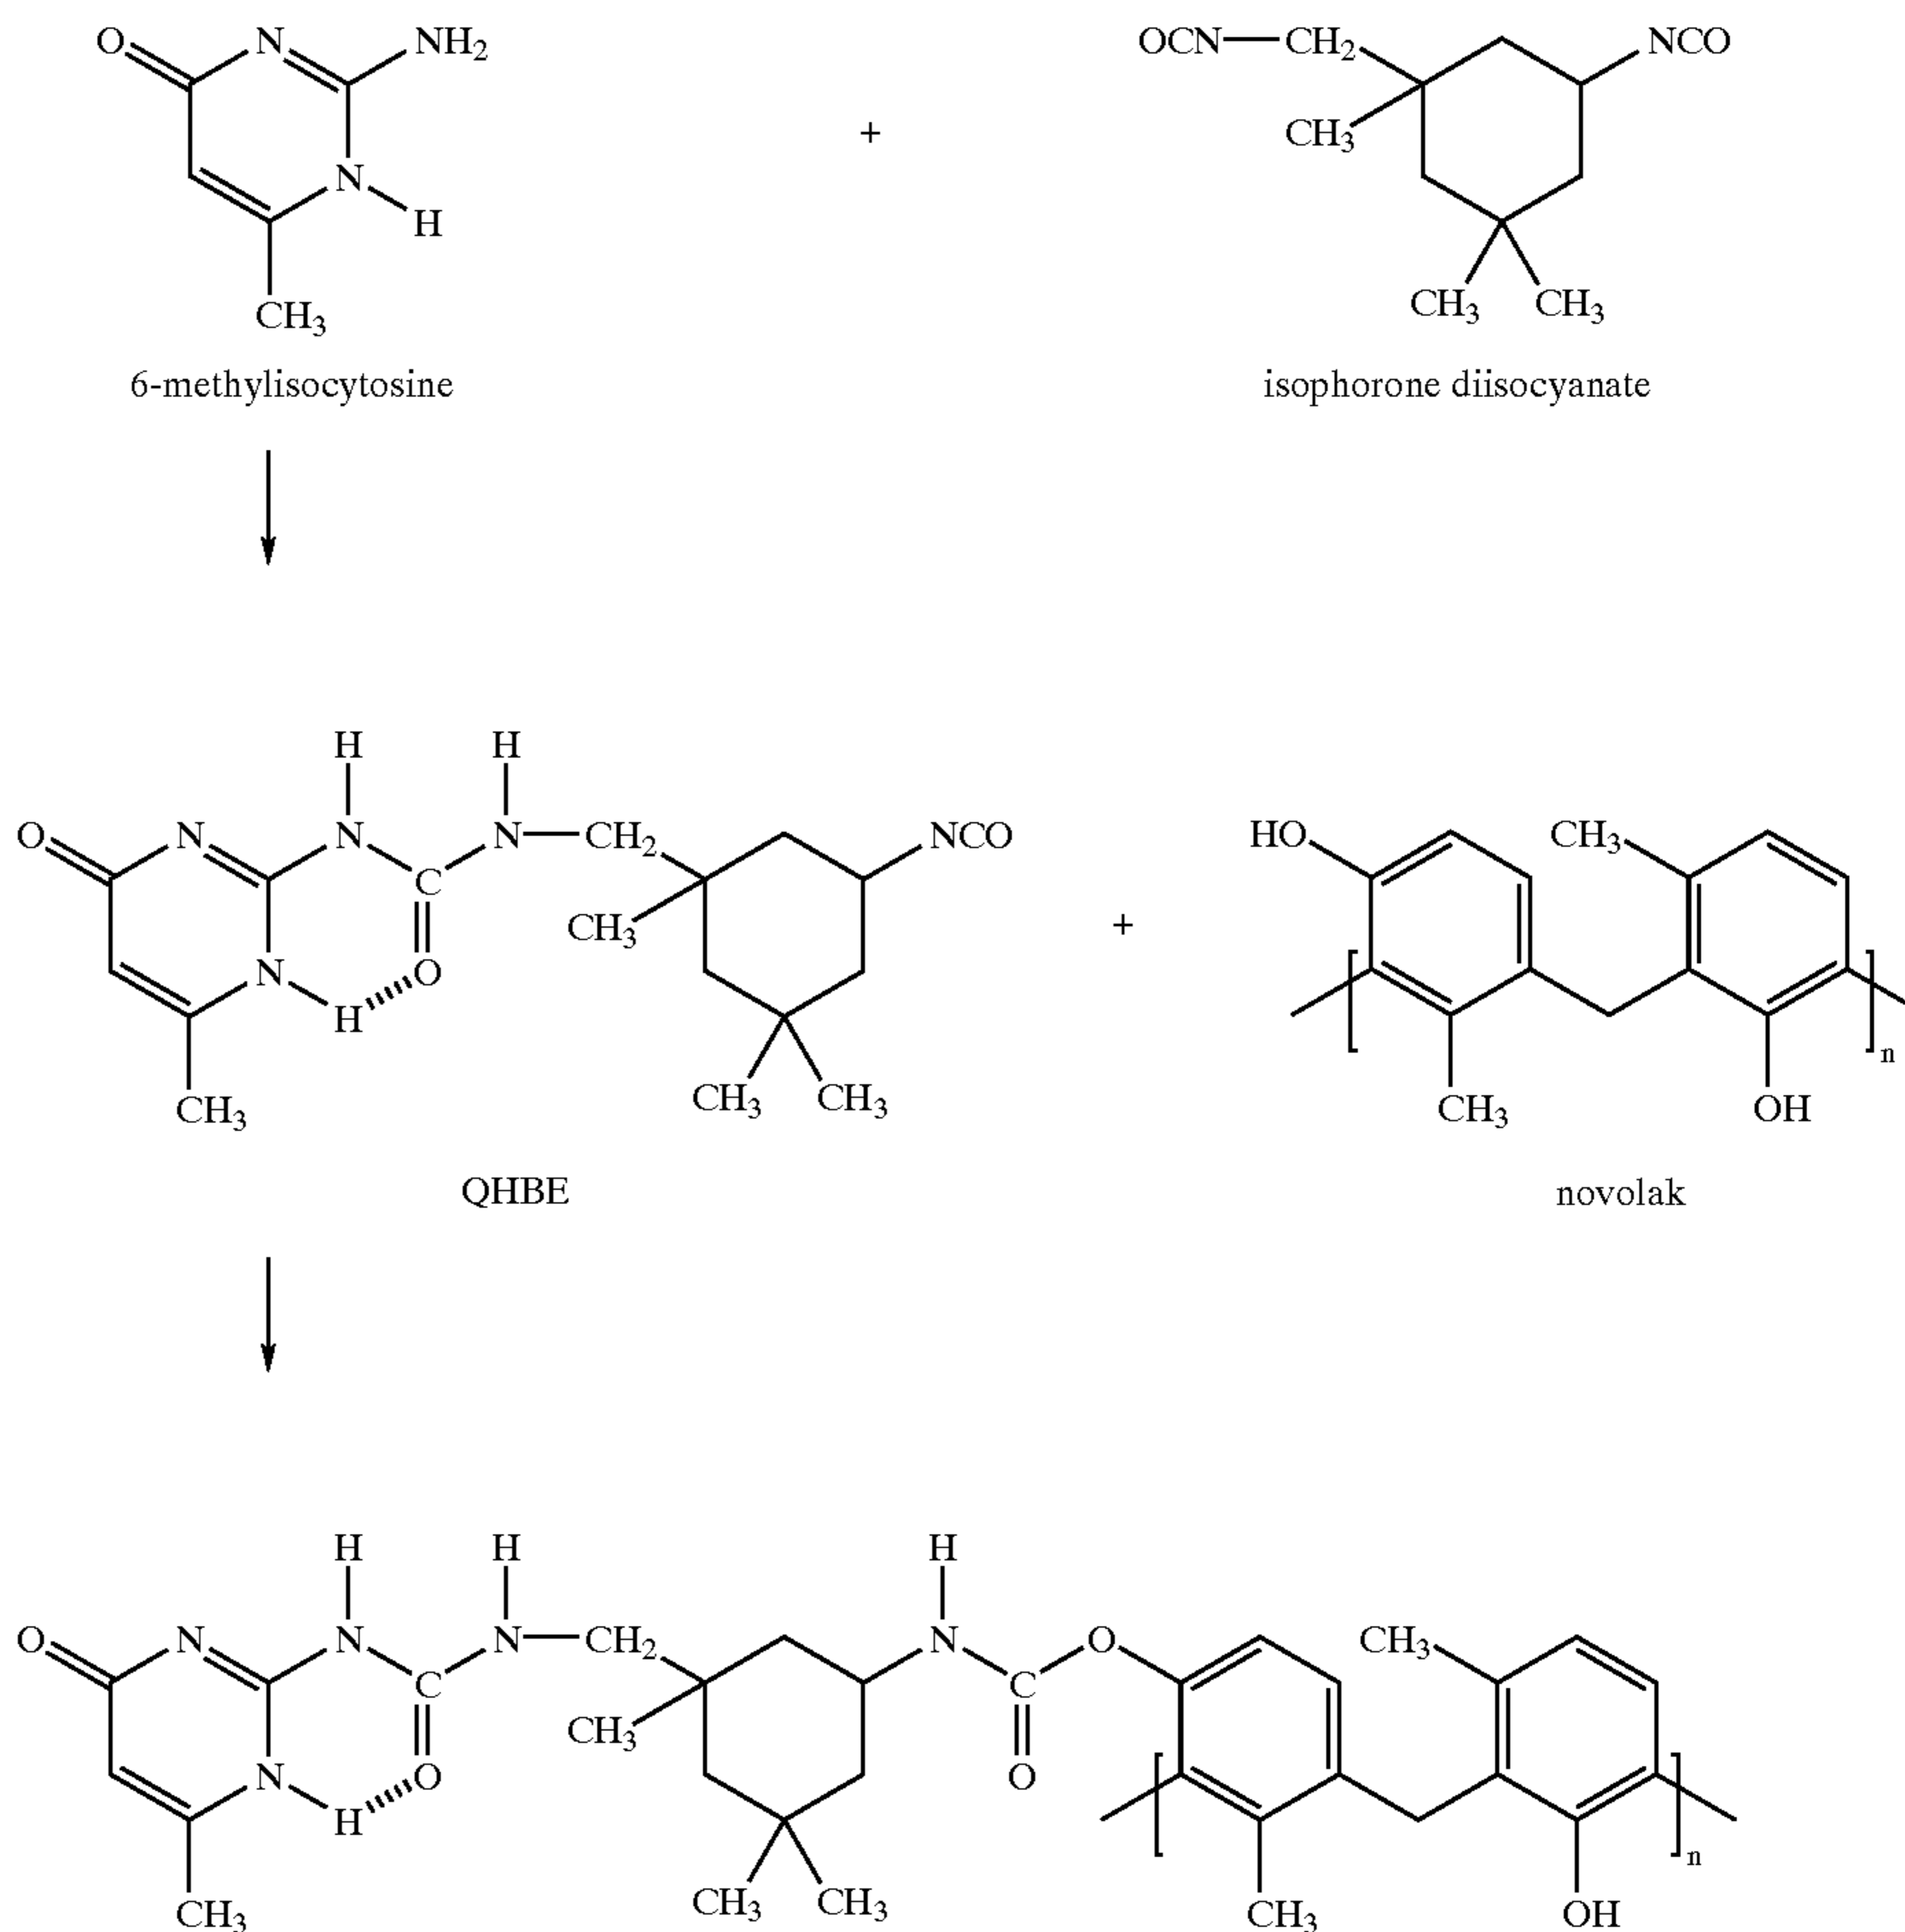 O N NH2 OCN CH2 NCO
+
N CH3
H
CH3 CH3 CH3
6-methylisocytosine isophorone diisocyanate
H H
O N N N CH2 NCO HO CH3
C
CH3 +
N O
H n
CH3 CH3 CH3 CH3 OH
QHBE novolak
H H H
O N N N CH2 N O CH3
C C
CH3
N O O
H n
CH3 CH3 CH3 CH3 OH